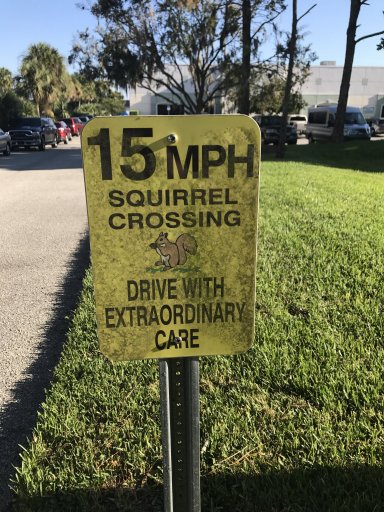 15 MPH
SQUIRREL
CROSSING
DRIVE WITH
EXTRAORDINARY
CARE